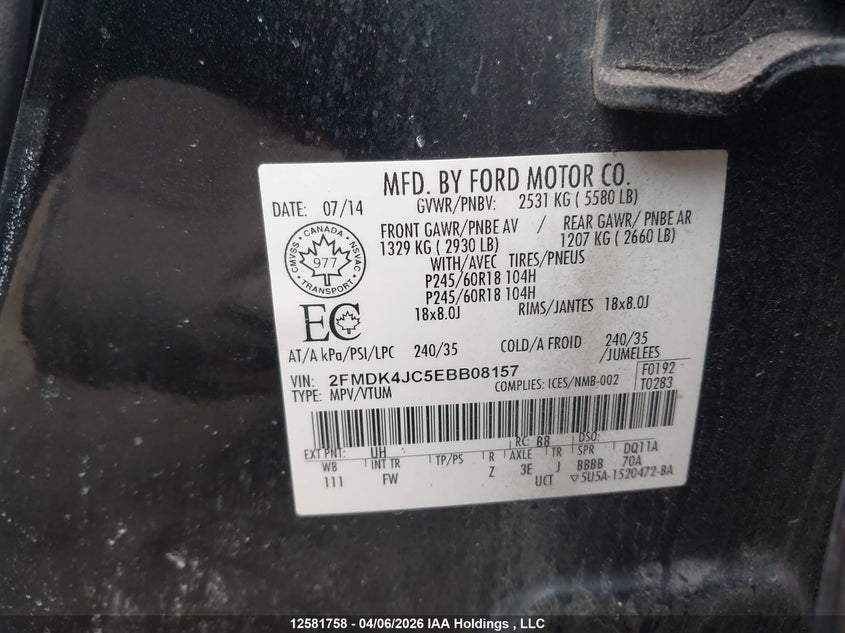 MFD. BY FORD MOTOR CO.
DATE: 07/14
GVWR/PNBV: 2531 KG ( 5580 LB)
FRONT GAWR/PNBE AV / REAR GAWR/ PNBE AR
1329 KG ( 2930 LB) 1207 KG ( 2660 LB)
WITH/AVEC TIRES/PNEUS
P245/60R18 104H
P245/60R18 104H
18x8.0J RIMS/JANTES 18x8.0J
CANADA
CMVSS NSVAC
977
TRANSPORT
EC
AT/A kPa/PSI/LPC 240/35 COLD/A FROID 240/35
/JUMELEES
VIN: 2FMDK4JC5EBB08157
F0192
TYPE: MPV/VTUM COMPLIES: ICES/NMB-002
T0283
EXT PNT: UH RC: B8 DSO:
WB INT TR TP/PS R AXLE TR SPR DQ11A
111 FW Z 3E J BBBB 70A
UCT ▽5U5A-1520472-BA
12581758 - 04/06/2026 IAA Holdings , LLC